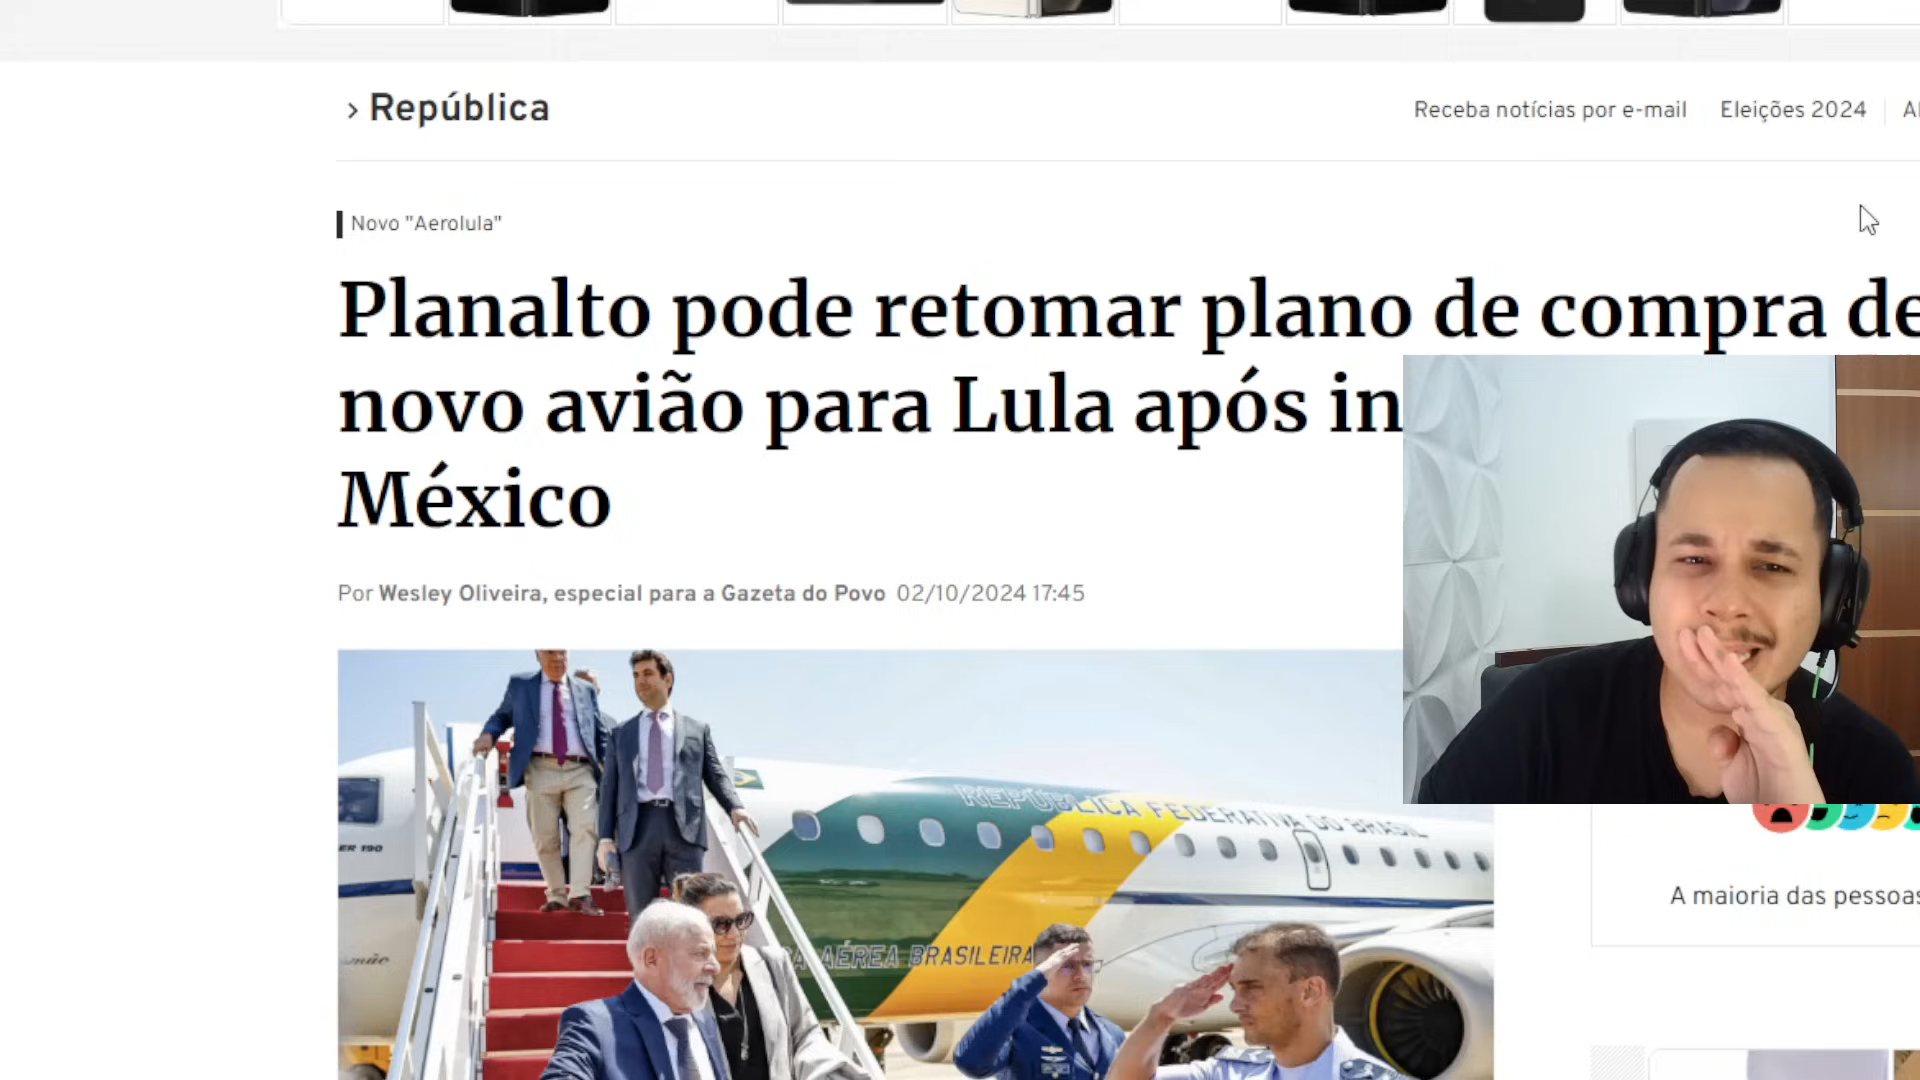 República
Receba notícias por e-mail
Eleições 2024
Novo "Aerolula"
Planalto pode retomar plano de compra de
novo avião para Lula após in
México
Por Wesley Oliveira, especial para a Gazeta do Povo 02/10/2024 17:45
REPÚBLICA FEDERATIVA DO BRASIL
ER 190
AÉREA BRASILEIRA
A maioria das pessoas